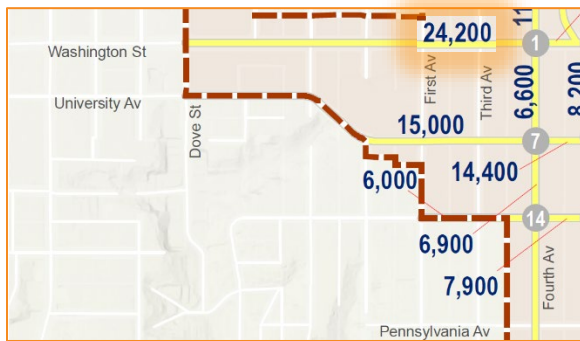 11
24,200
Washington St
1
First Av
Third Av
6,600
8,200
University Av
Dove St
15,000
7
6,000
14,400
14
6,900
7,900
Fourth Av
Pennsylvania Av